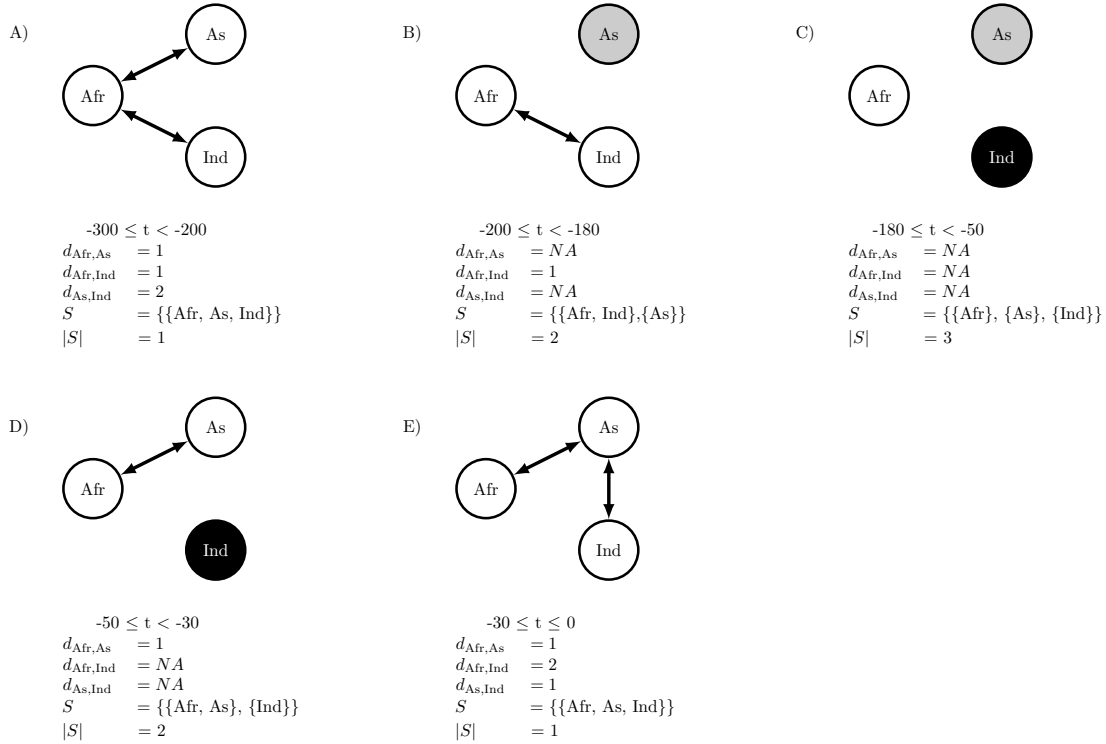 A)
As
Afr
Ind
-300 ≤ t < -200
d_Afr,As = 1
d_Afr,Ind = 1
d_As,Ind = 2
S = {{Afr, As, Ind}}
|S| = 1
B)
As
Afr
Ind
-200 ≤ t < -180
d_Afr,As = NA
d_Afr,Ind = 1
d_As,Ind = NA
S = {{Afr, Ind},{As}}
|S| = 2
C)
As
Afr
Ind
-180 ≤ t < -50
d_Afr,As = NA
d_Afr,Ind = NA
d_As,Ind = NA
S = {{Afr}, {As}, {Ind}}
|S| = 3
D)
As
Afr
Ind
-50 ≤ t < -30
d_Afr,As = 1
d_Afr,Ind = NA
d_As,Ind = NA
S = {{Afr, As}, {Ind}}
|S| = 2
E)
As
Afr
Ind
-30 ≤ t ≤ 0
d_Afr,As = 1
d_Afr,Ind = 2
d_As,Ind = 1
S = {{Afr, As, Ind}}
|S| = 1